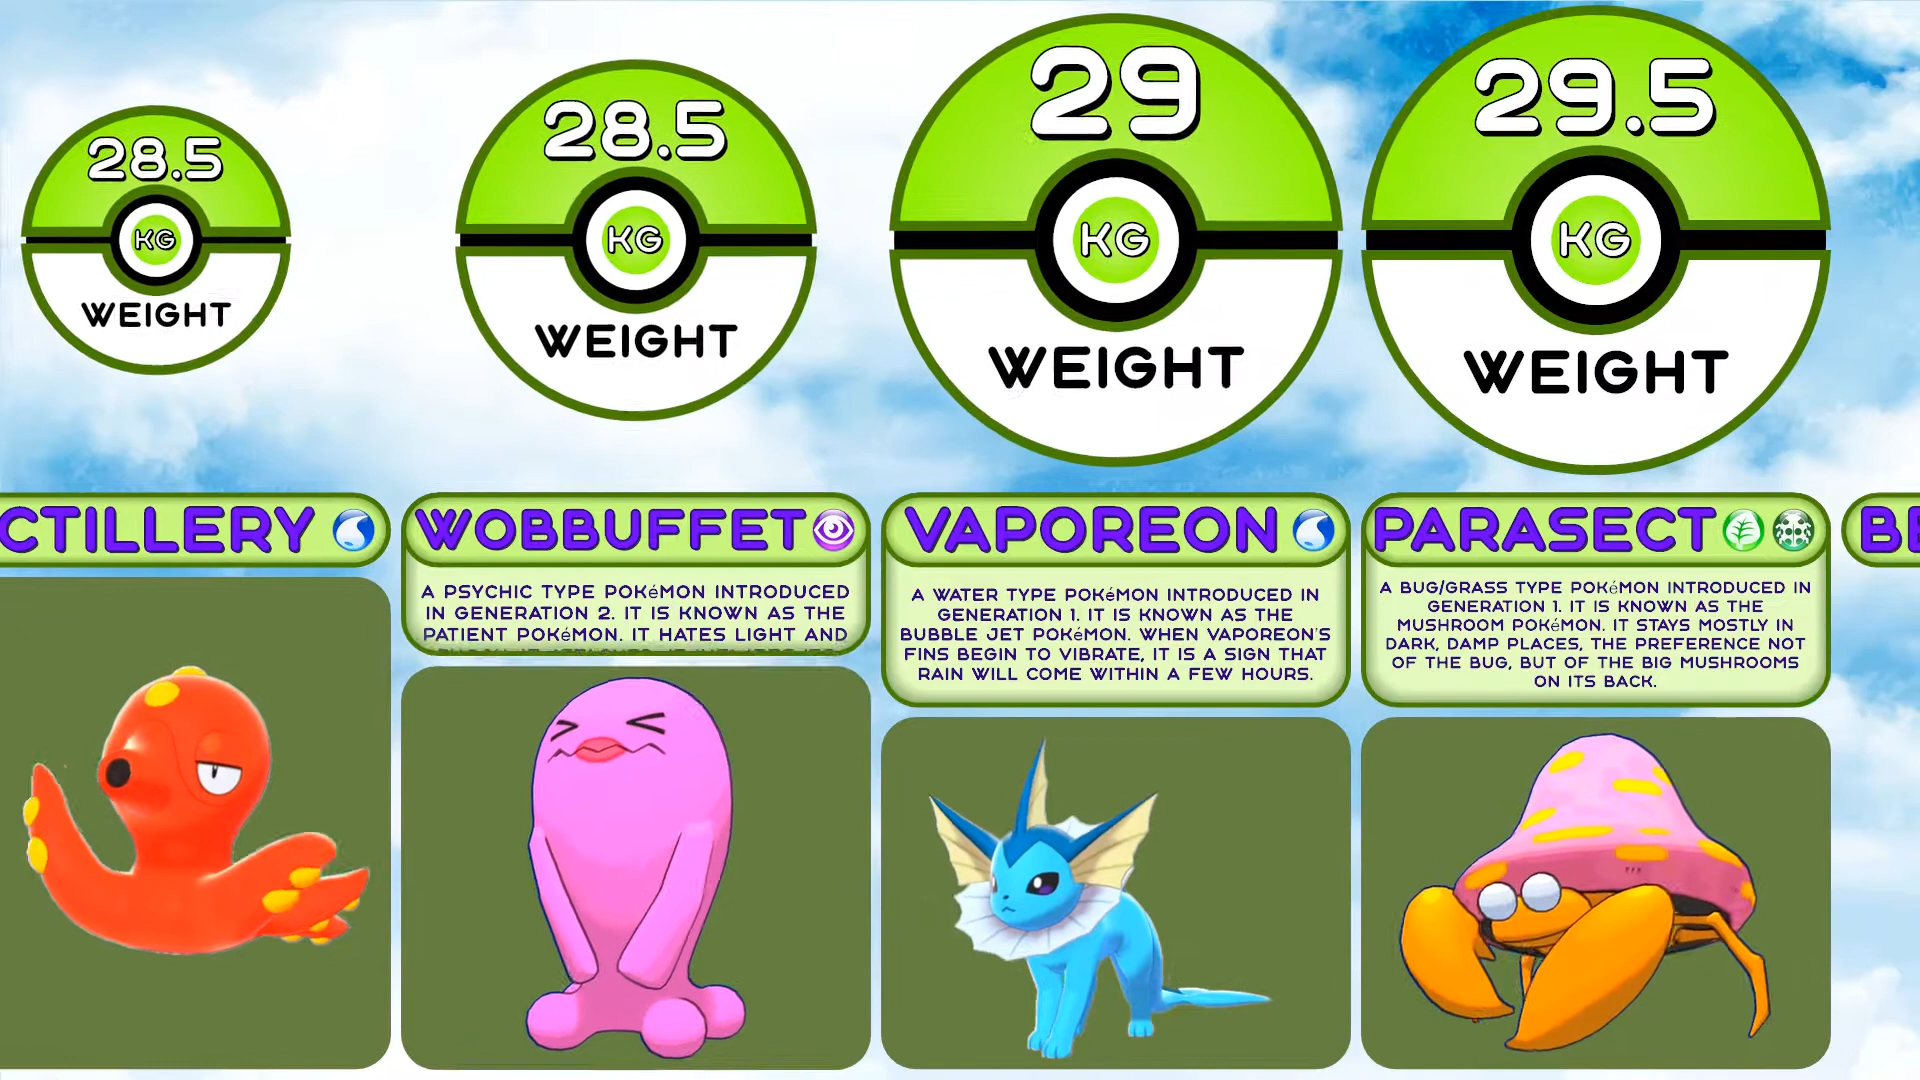 28.5
KG
WEIGHT
28.5
KG
WEIGHT
29
KG
WEIGHT
29.5
KG
WEIGHT
CTILLERY
WOBBUFFET
A PSYCHIC TYPE POKéMON INTRODUCED
IN GENERATION 2. IT IS KNOWN AS THE
PATIENT POKéMON. IT HATES LIGHT AND
VAPOREON
A WATER TYPE POKéMON INTRODUCED IN
GENERATION 1. IT IS KNOWN AS THE
BUBBLE JET POKéMON. WHEN VAPOREON'S
FINS BEGIN TO VIBRATE, IT IS A SIGN THAT
RAIN WILL COME WITHIN A FEW HOURS.
PARASECT
A BUG/GRASS TYPE POKéMON INTRODUCED IN
GENERATION 1. IT IS KNOWN AS THE
MUSHROOM POKéMON. IT STAYS MOSTLY IN
DARK, DAMP PLACES, THE PREFERENCE NOT
OF THE BUG, BUT OF THE BIG MUSHROOMS
ON ITS BACK.